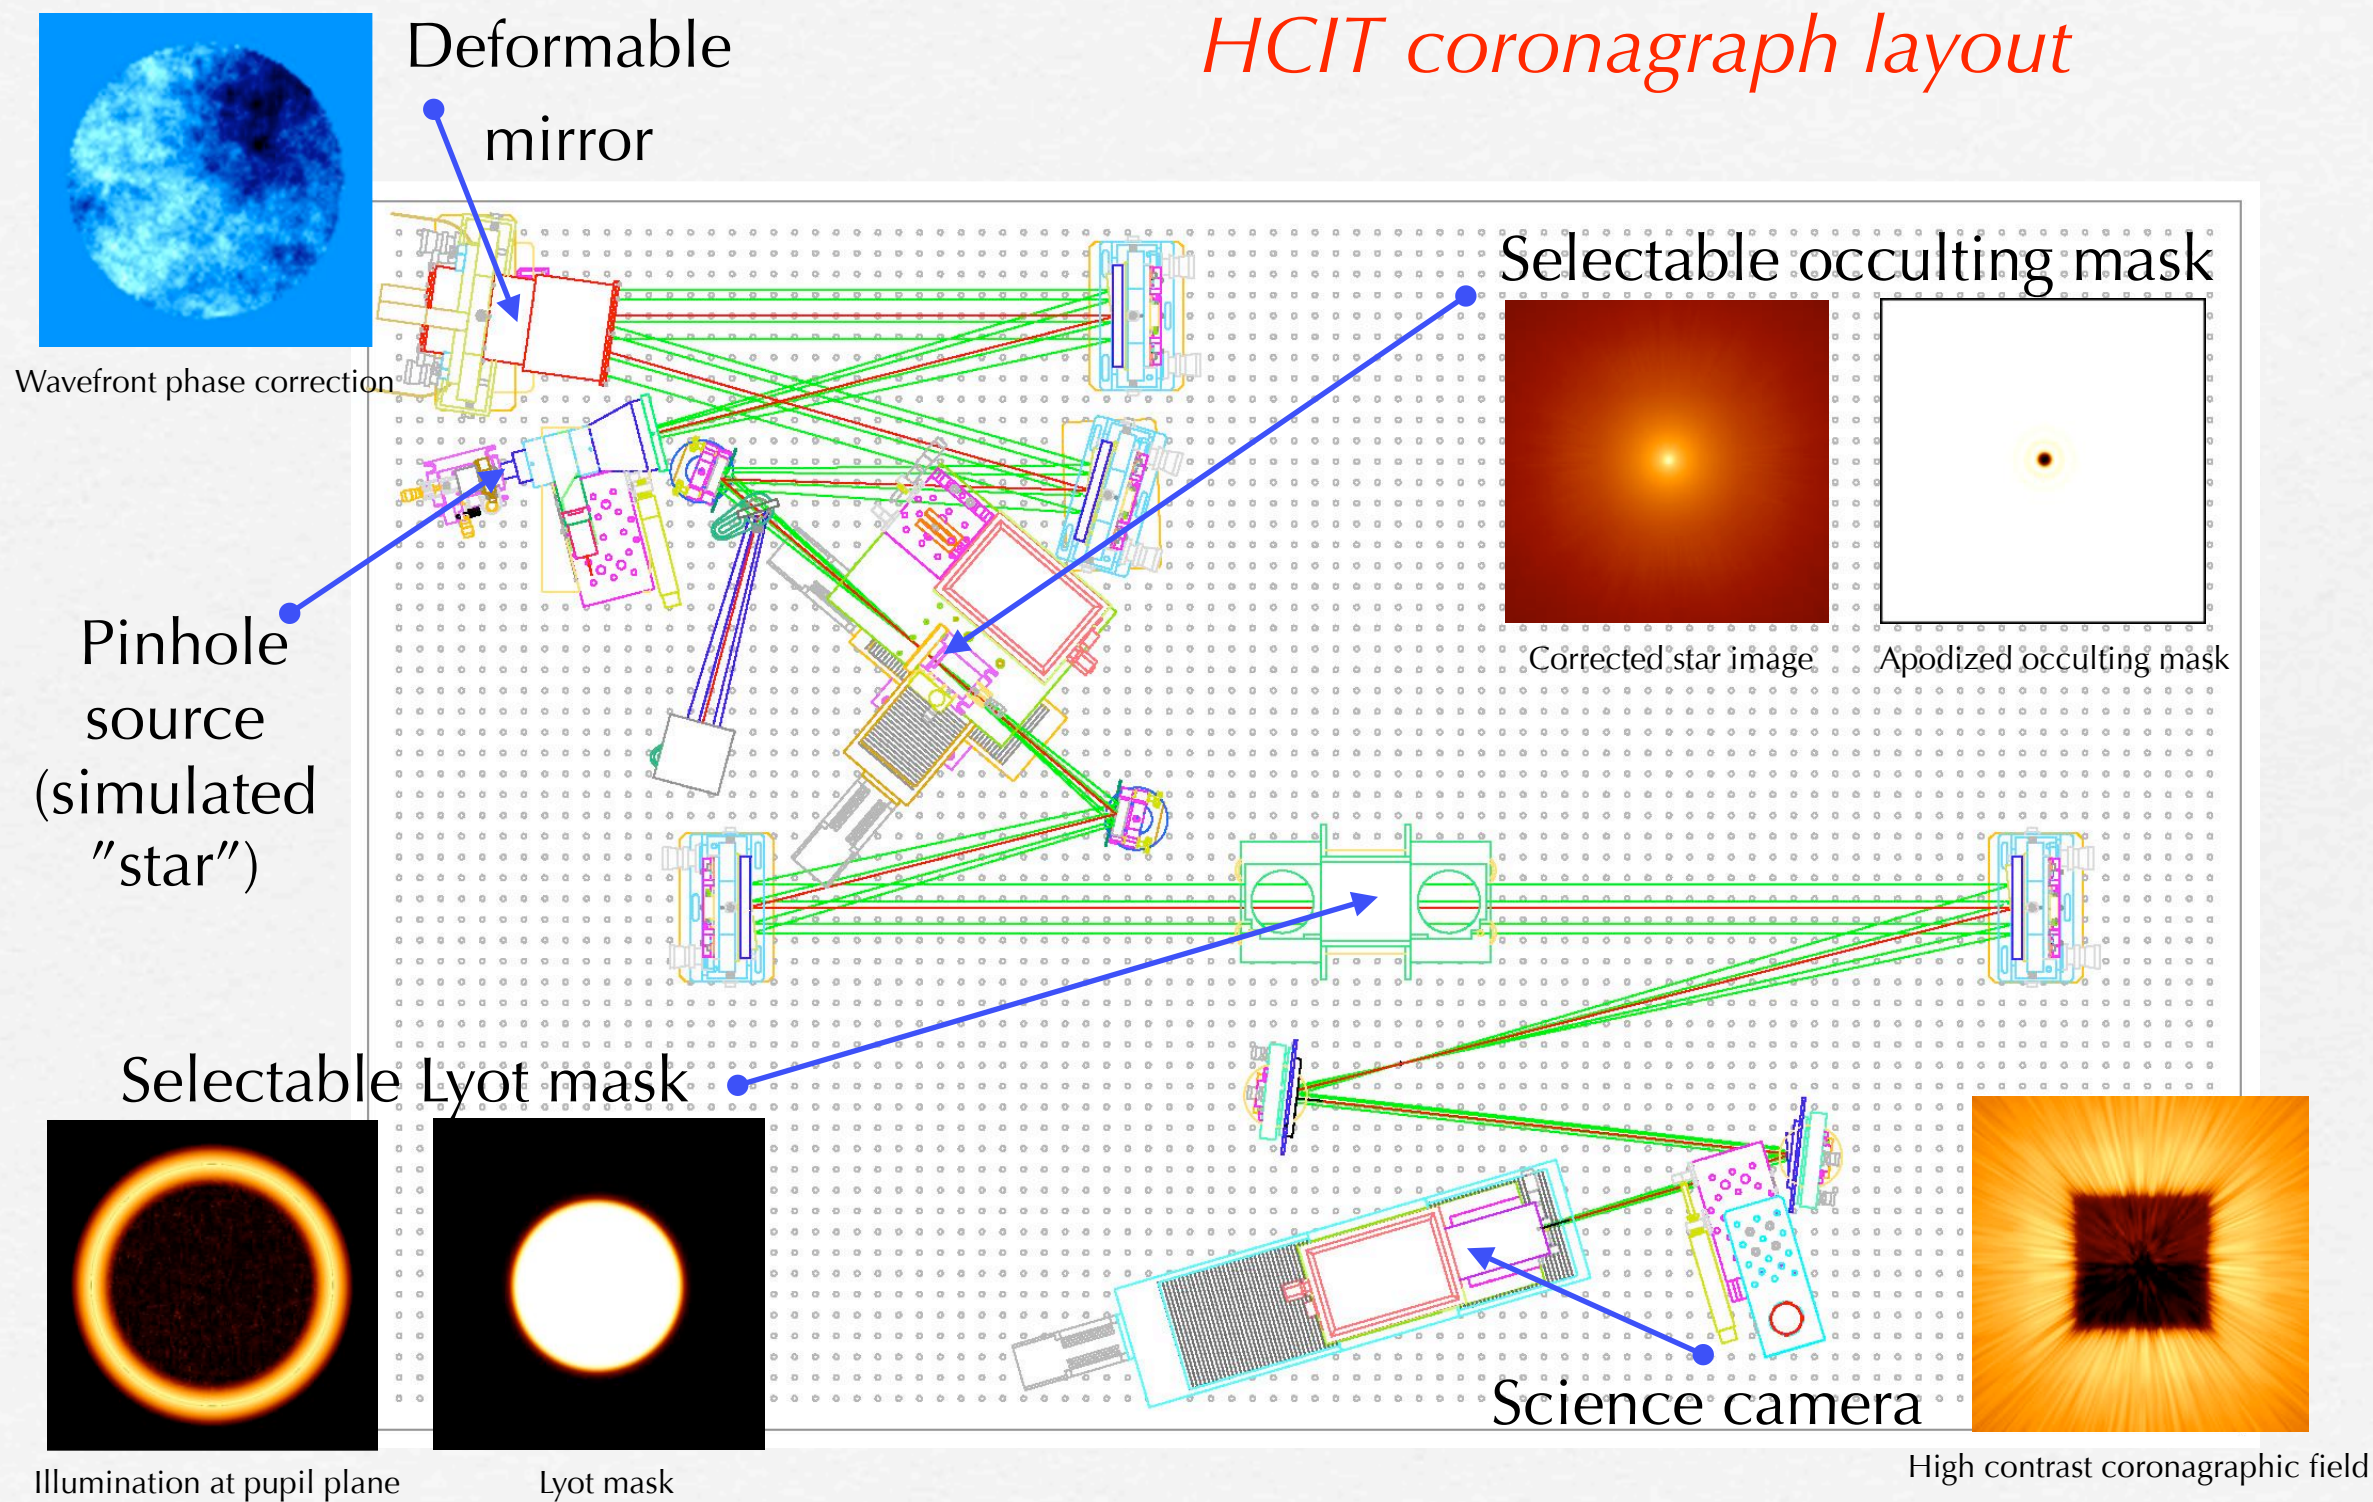 HCIT coronagraph layout
Deformable
mirror
Wavefront phase correction
Selectable occulting mask
Corrected star image
Apodized occulting mask
Pinhole
source
(simulated
"star")
Selectable Lyot mask
Illumination at pupil plane
Lyot mask
Science camera
High contrast coronagraphic field